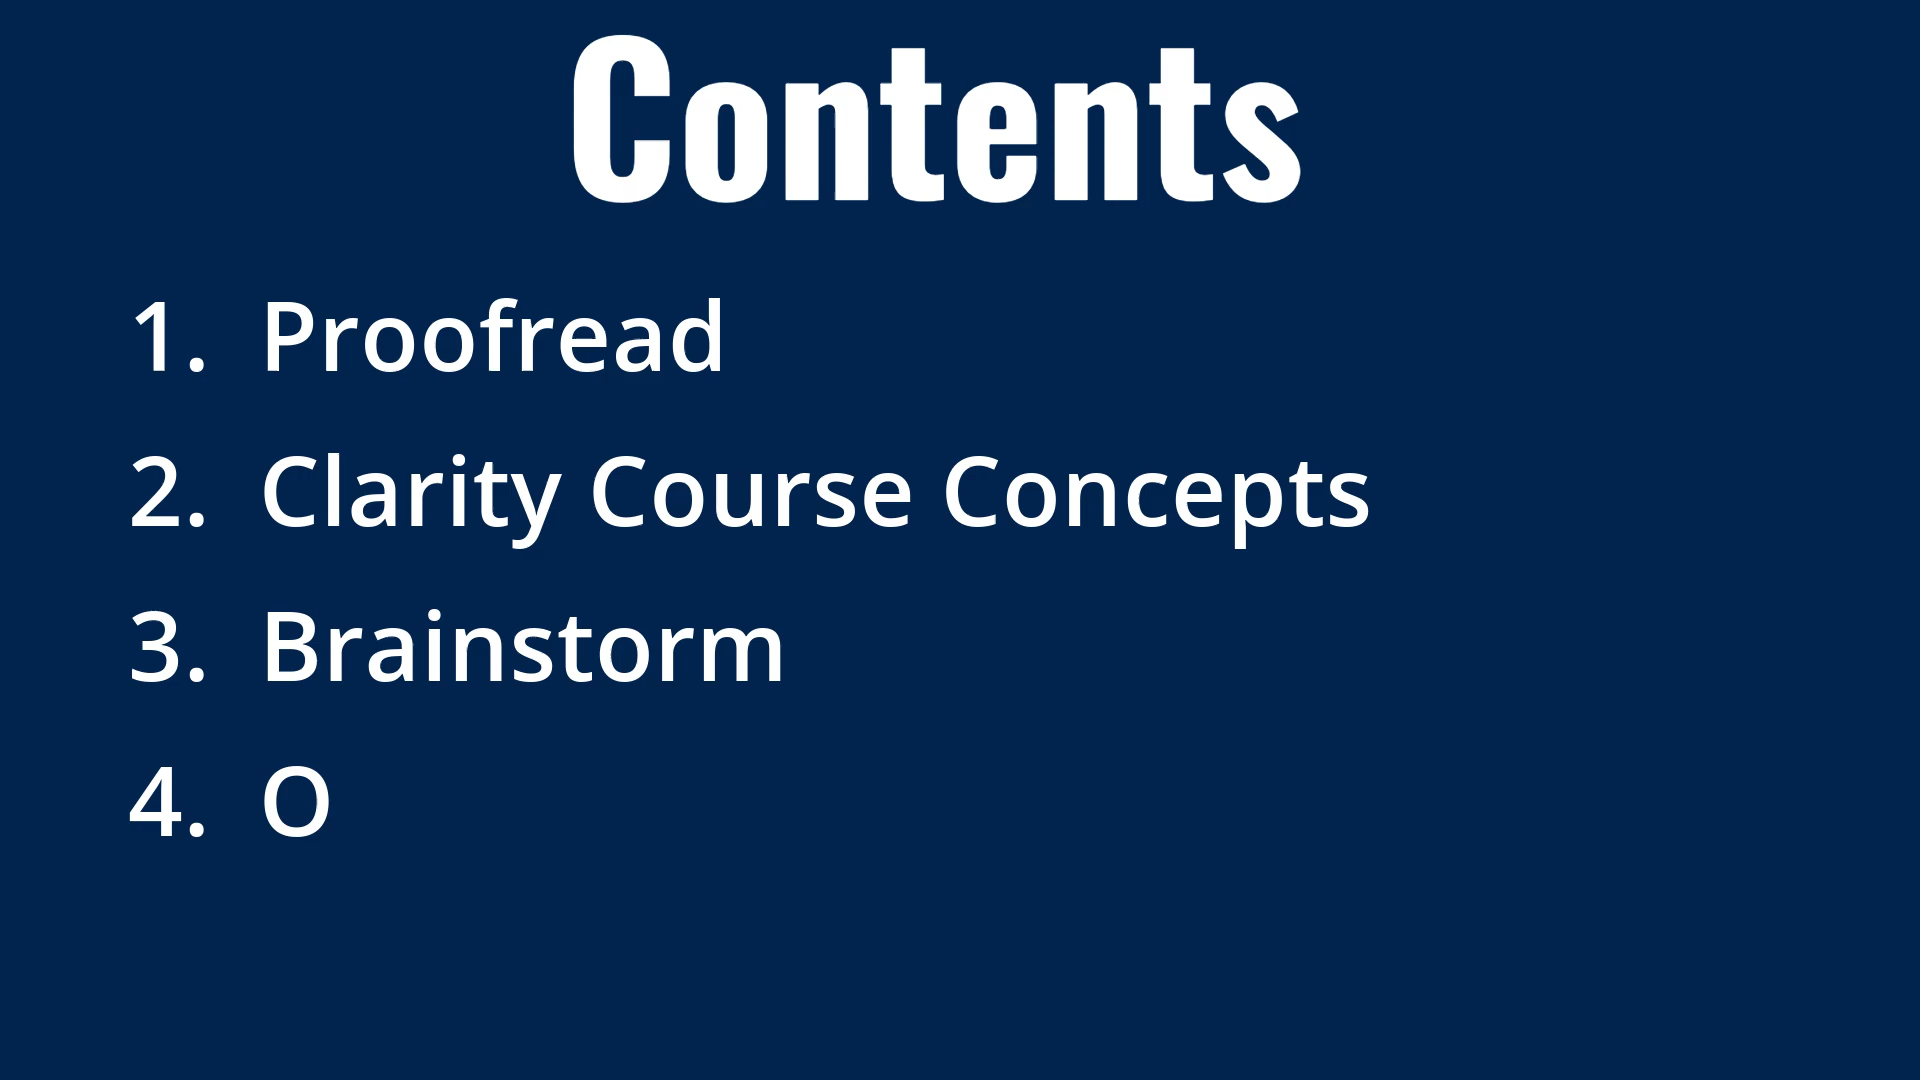 Contents
1. Proofread
2. Clarity Course Concepts
3. Brainstorm
4. O